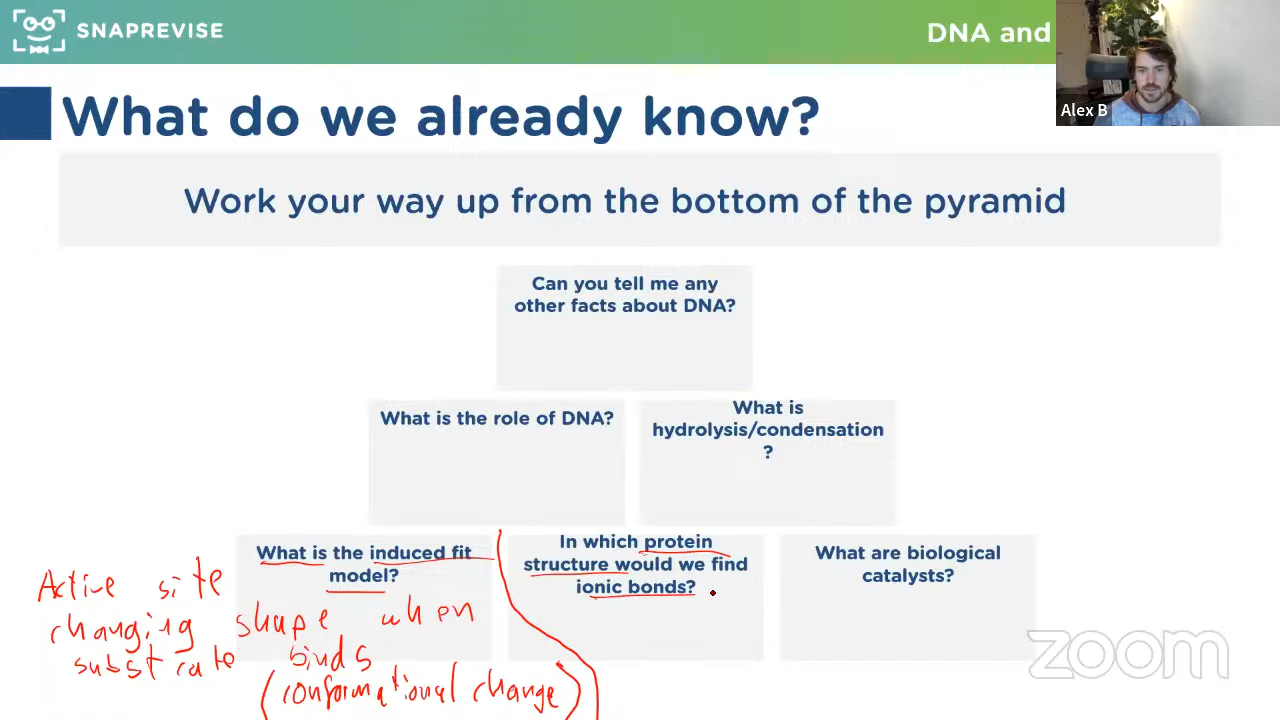 SNAPREVISE
DNA and
Alex B
What do we already know?
Work your way up from the bottom of the pyramid
Can you tell me any
other facts about DNA?
What is the role of DNA?
What is
hydrolysis/condensation
?
What is the induced fit
model?
In which protein
structure would we find
ionic bonds?
What are biological
catalysts?
Active site
changing shape when
substrate binds
(conformational change)
zoom